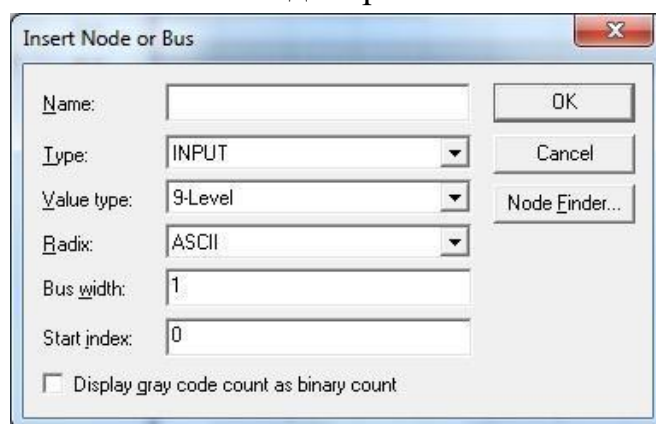 Insert Node or Bus
Name:
OK
Type: INPUT
Cancel
Value type: 9-Level
Node Finder...
Radix: ASCII
Bus width: 1
Start index: 0
Display gray code count as binary count